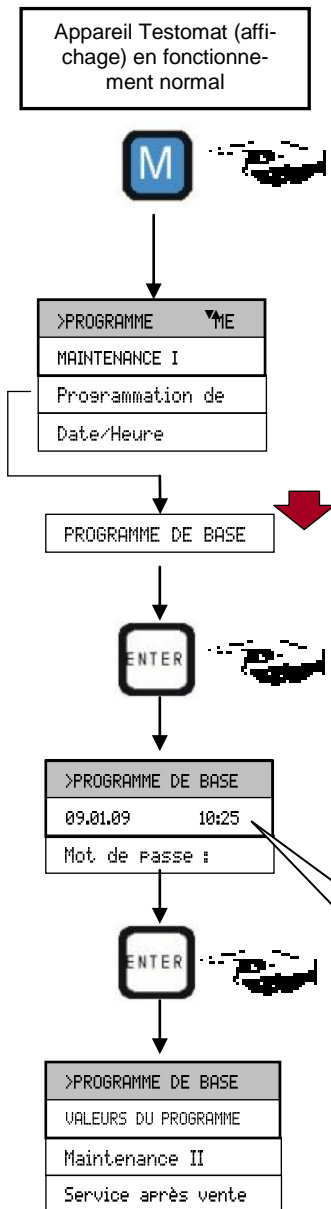 Appareil Testomat (affi-
chage) en fonctionne-
ment normal
M
>PROGRAMME ME
MAINTENANCE I
Programmation de
Date/Heure
PROGRAMME DE BASE
ENTER
>PROGRAMME DE BASE
09.01.09 10:25
Mot de passe :
ENTER
>PROGRAMME DE BASE
VALEURS DU PROGRAMME
Maintenance II
Service après vente